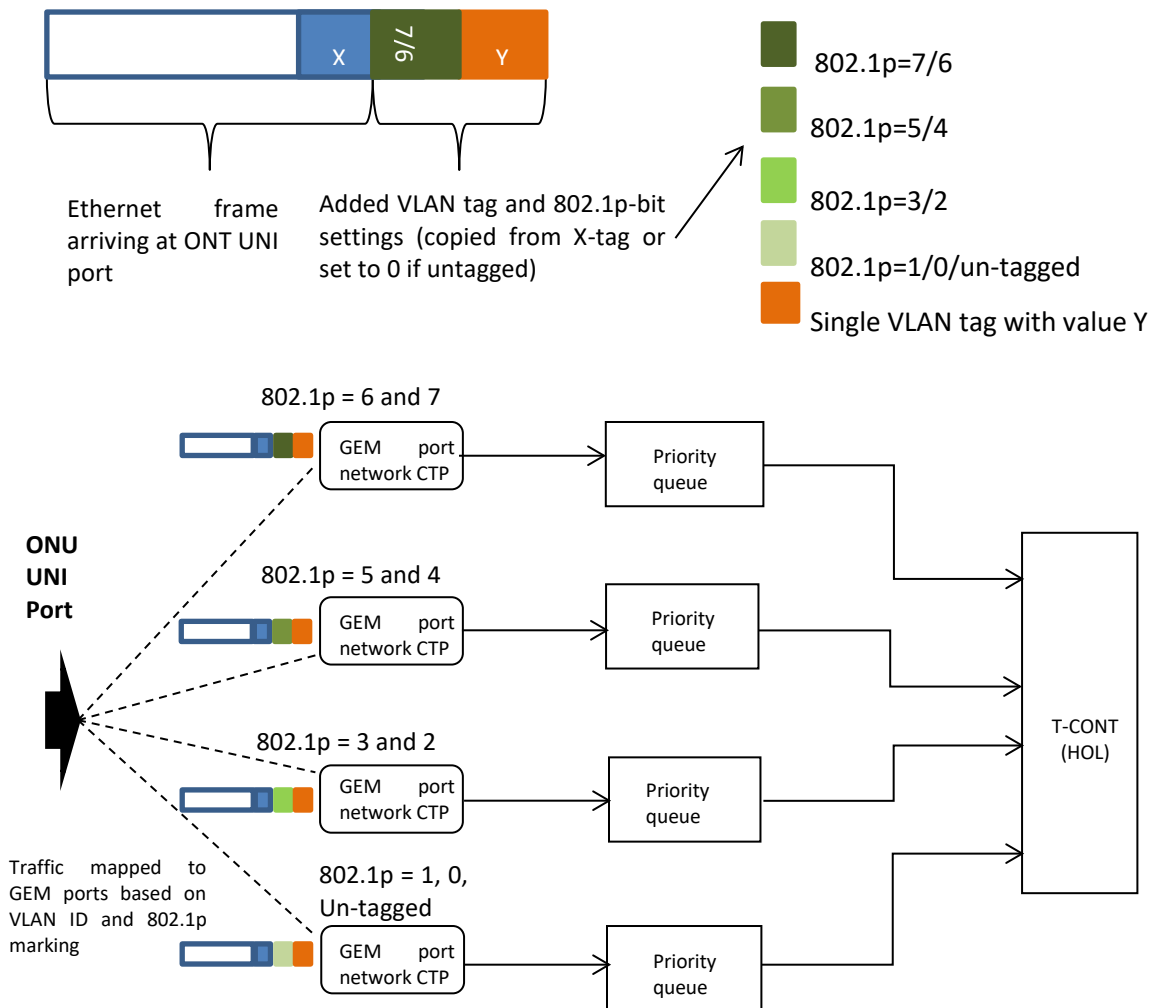 X
7/6
Y
Ethernet frame
arriving at ONT UNI
port
Added VLAN tag and 802.1p-bit
settings (copied from X-tag or
set to 0 if untagged)
802.1p=7/6
802.1p=5/4
802.1p=3/2
802.1p=1/0/un-tagged
Single VLAN tag with value Y
802.1p = 6 and 7
GEM port
network CTP
Priority
queue
ONU
UNI
Port
802.1p = 5 and 4
GEM port
network CTP
Priority
queue
802.1p = 3 and 2
GEM port
network CTP
Priority
queue
T-CONT
(HOL)
Traffic mapped to
GEM ports based on
VLAN ID and 802.1p
marking
802.1p = 1, 0,
Un-tagged
GEM port
network CTP
Priority
queue